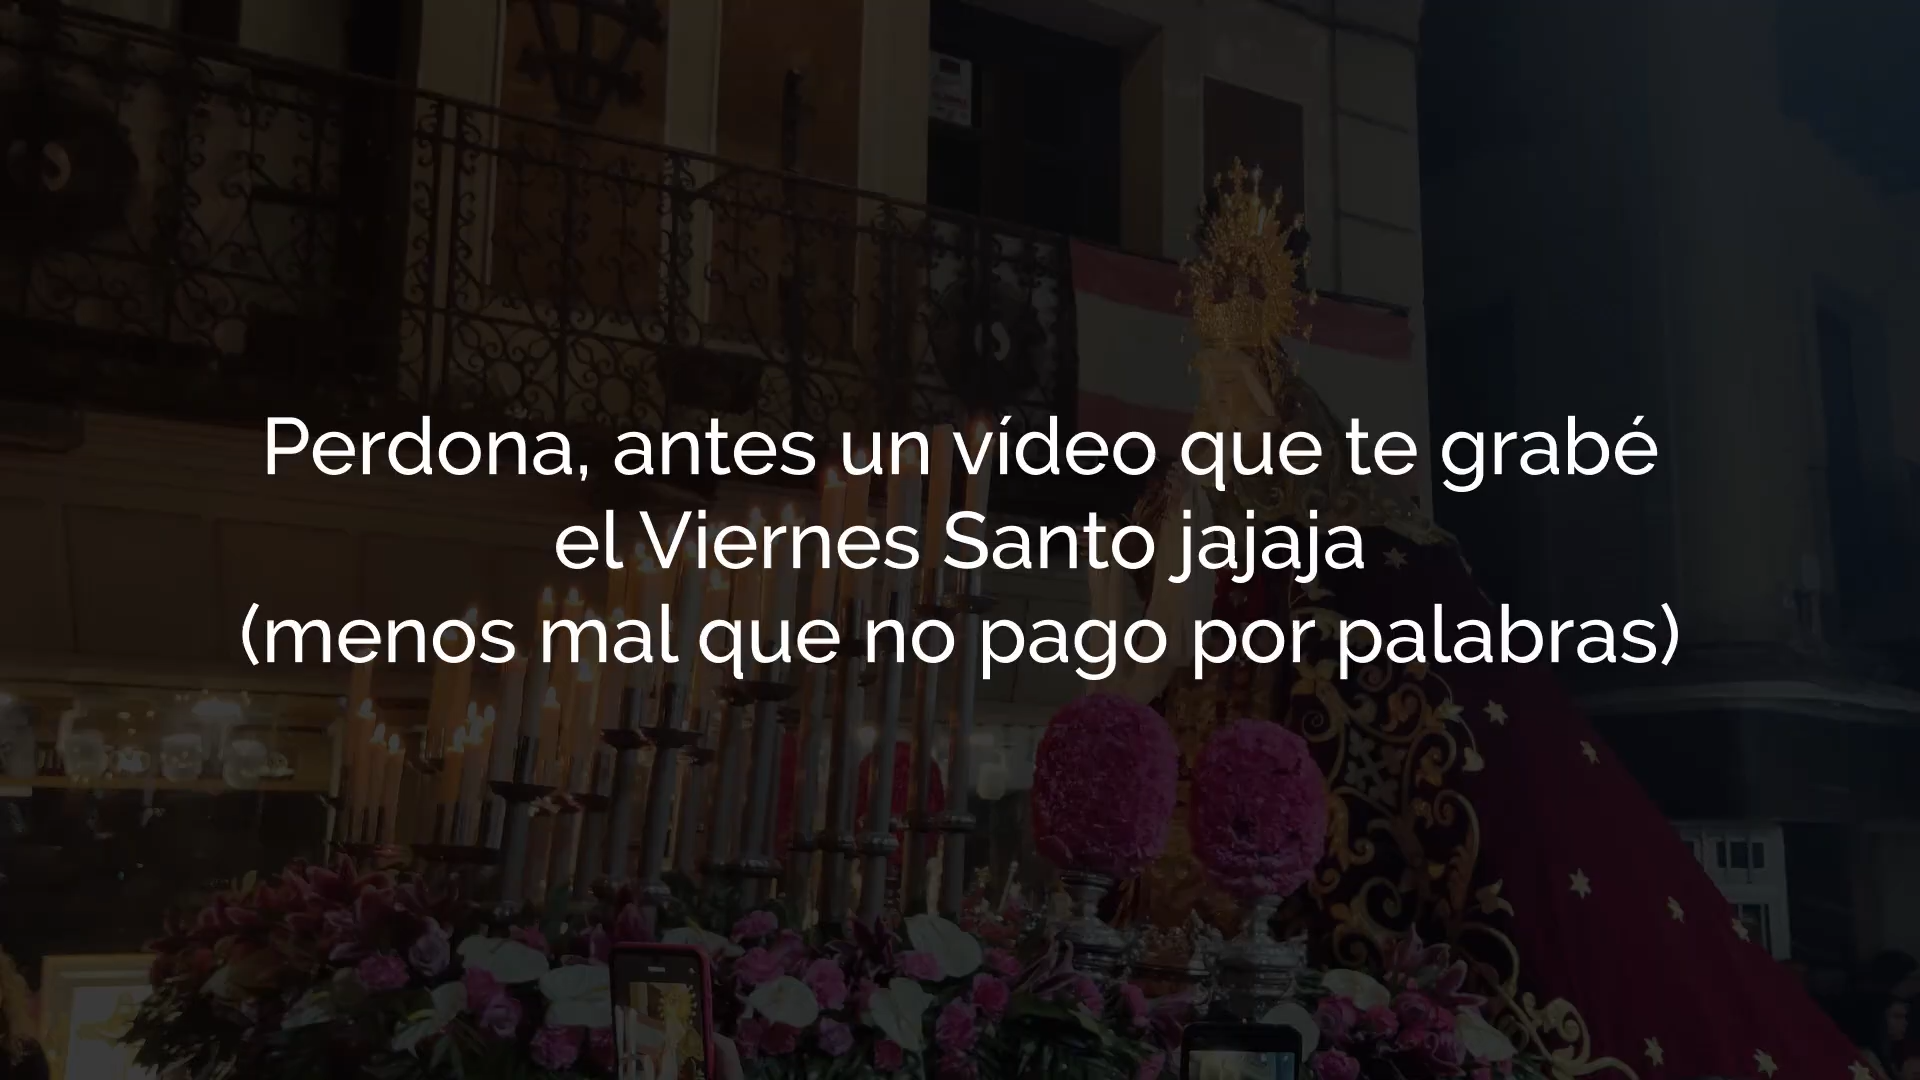 Perdona, antes un vídeo que te grabé
el Viernes Santo jajaja
(menos mal que no pago por palabras)